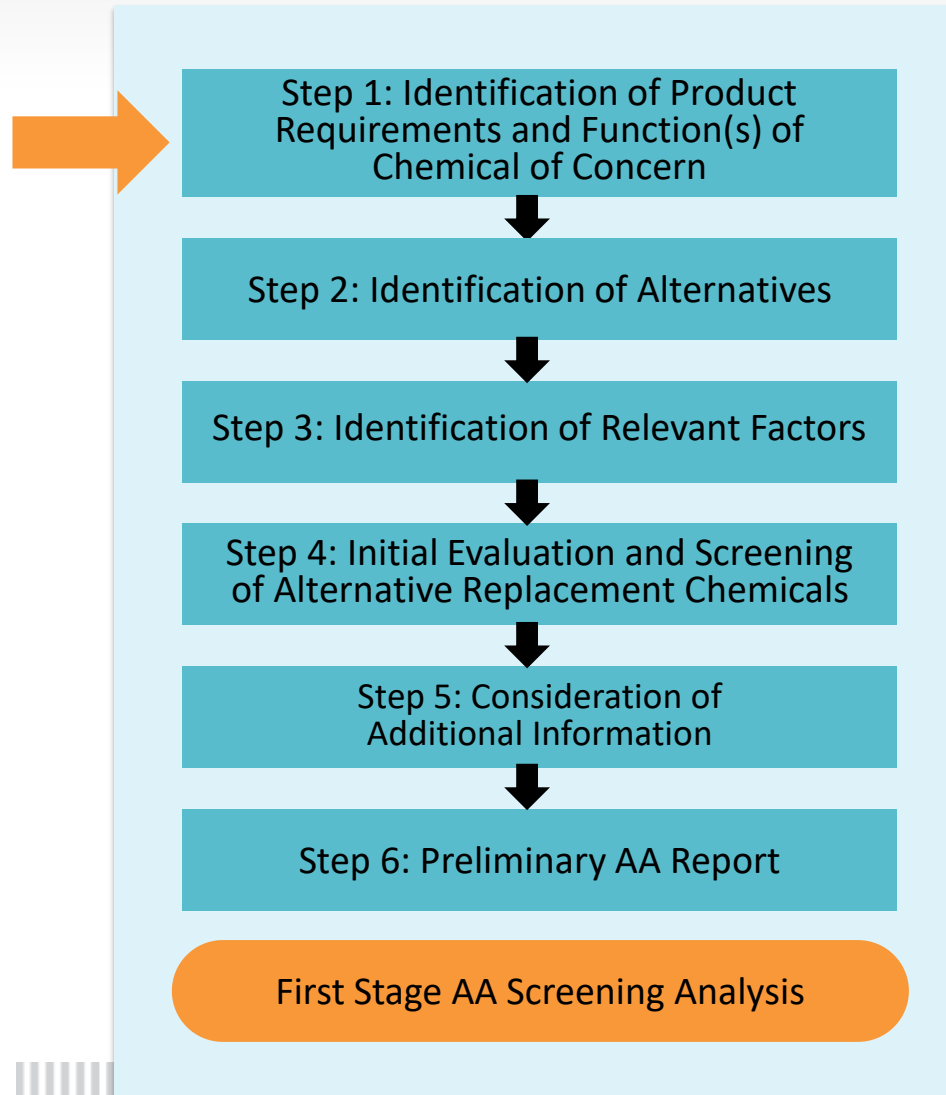 Step 1: Identification of Product
Requirements and Function(s) of
Chemical of Concern
Step 2: Identification of Alternatives
Step 3: Identification of Relevant Factors
Step 4: Initial Evaluation and Screening
of Alternative Replacement Chemicals
Step 5: Consideration of
Additional Information
Step 6: Preliminary AA Report
First Stage AA Screening Analysis